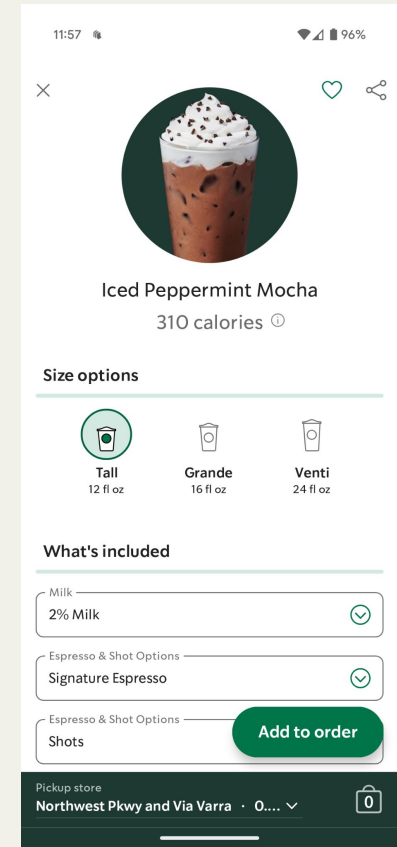 11:57
96%
Iced Peppermint Mocha
310 calories
Size options
Tall
12 fl oz
Grande
16 fl oz
Venti
24 fl oz
What's included
Milk
2% Milk
Espresso & Shot Options
Signature Espresso
Espresso & Shot Options
Shots
Add to order
Pickup store
Northwest Pkwy and Via Varra · 0....
0